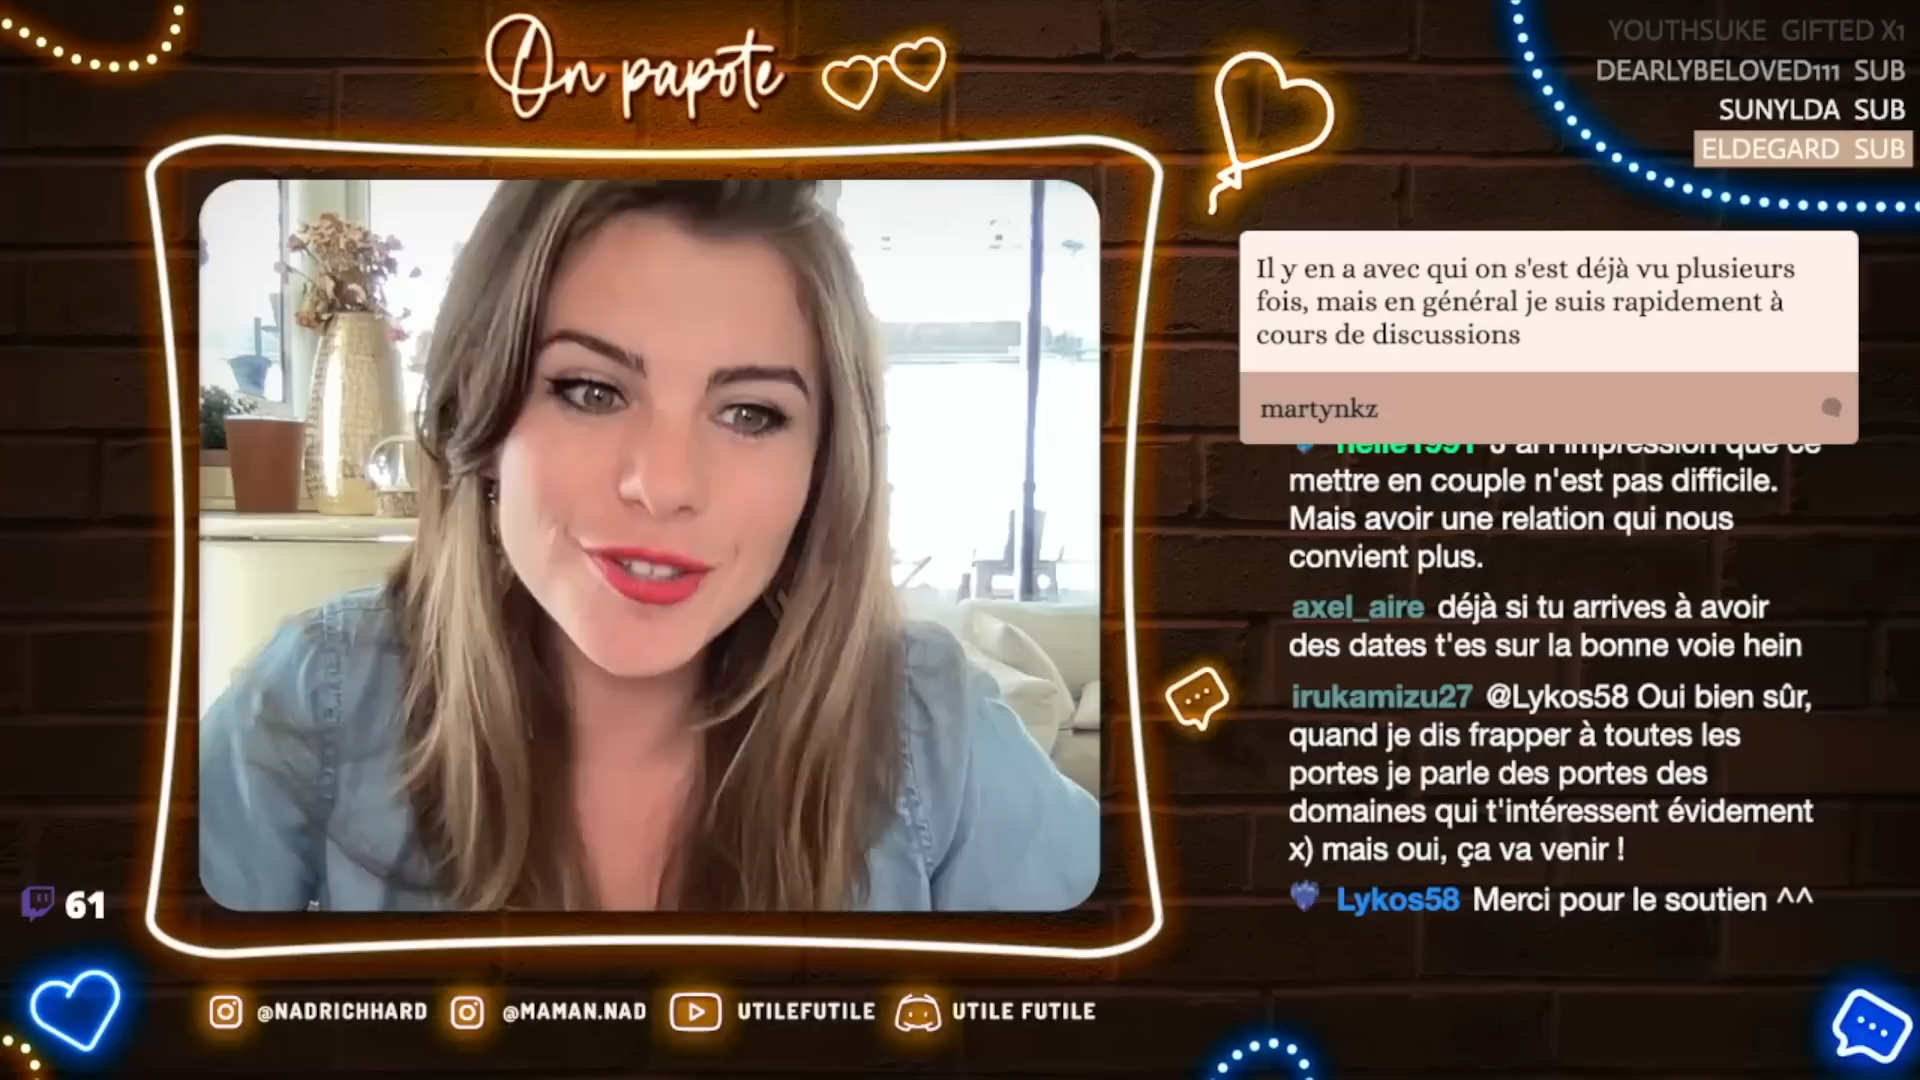 On papote
YOUTHSUKE GIFTED X1
DEARLYBELOVED111 SUB
SUNYLDA SUB
ELDEGARD SUB
Il y en a avec qui on s'est déjà vu plusieurs
fois, mais en général je suis rapidement à
cours de discussions
martynkz
J'ai l'impression que ce
mettre en couple n'est pas difficile.
Mais avoir une relation qui nous
convient plus.
axel_aire déjà si tu arrives à avoir
des dates t'es sur la bonne voie hein
irukamizu27 @Lykos58 Oui bien sûr,
quand je dis frapper à toutes les
portes je parle des portes des
domaines qui t'intéressent évidement
x) mais oui, ça va venir !
Lykos58 Merci pour le soutien ^^
61
@NADRICHHARD @MAMAN.NAD UTILEFUTILE UTILE FUTILE